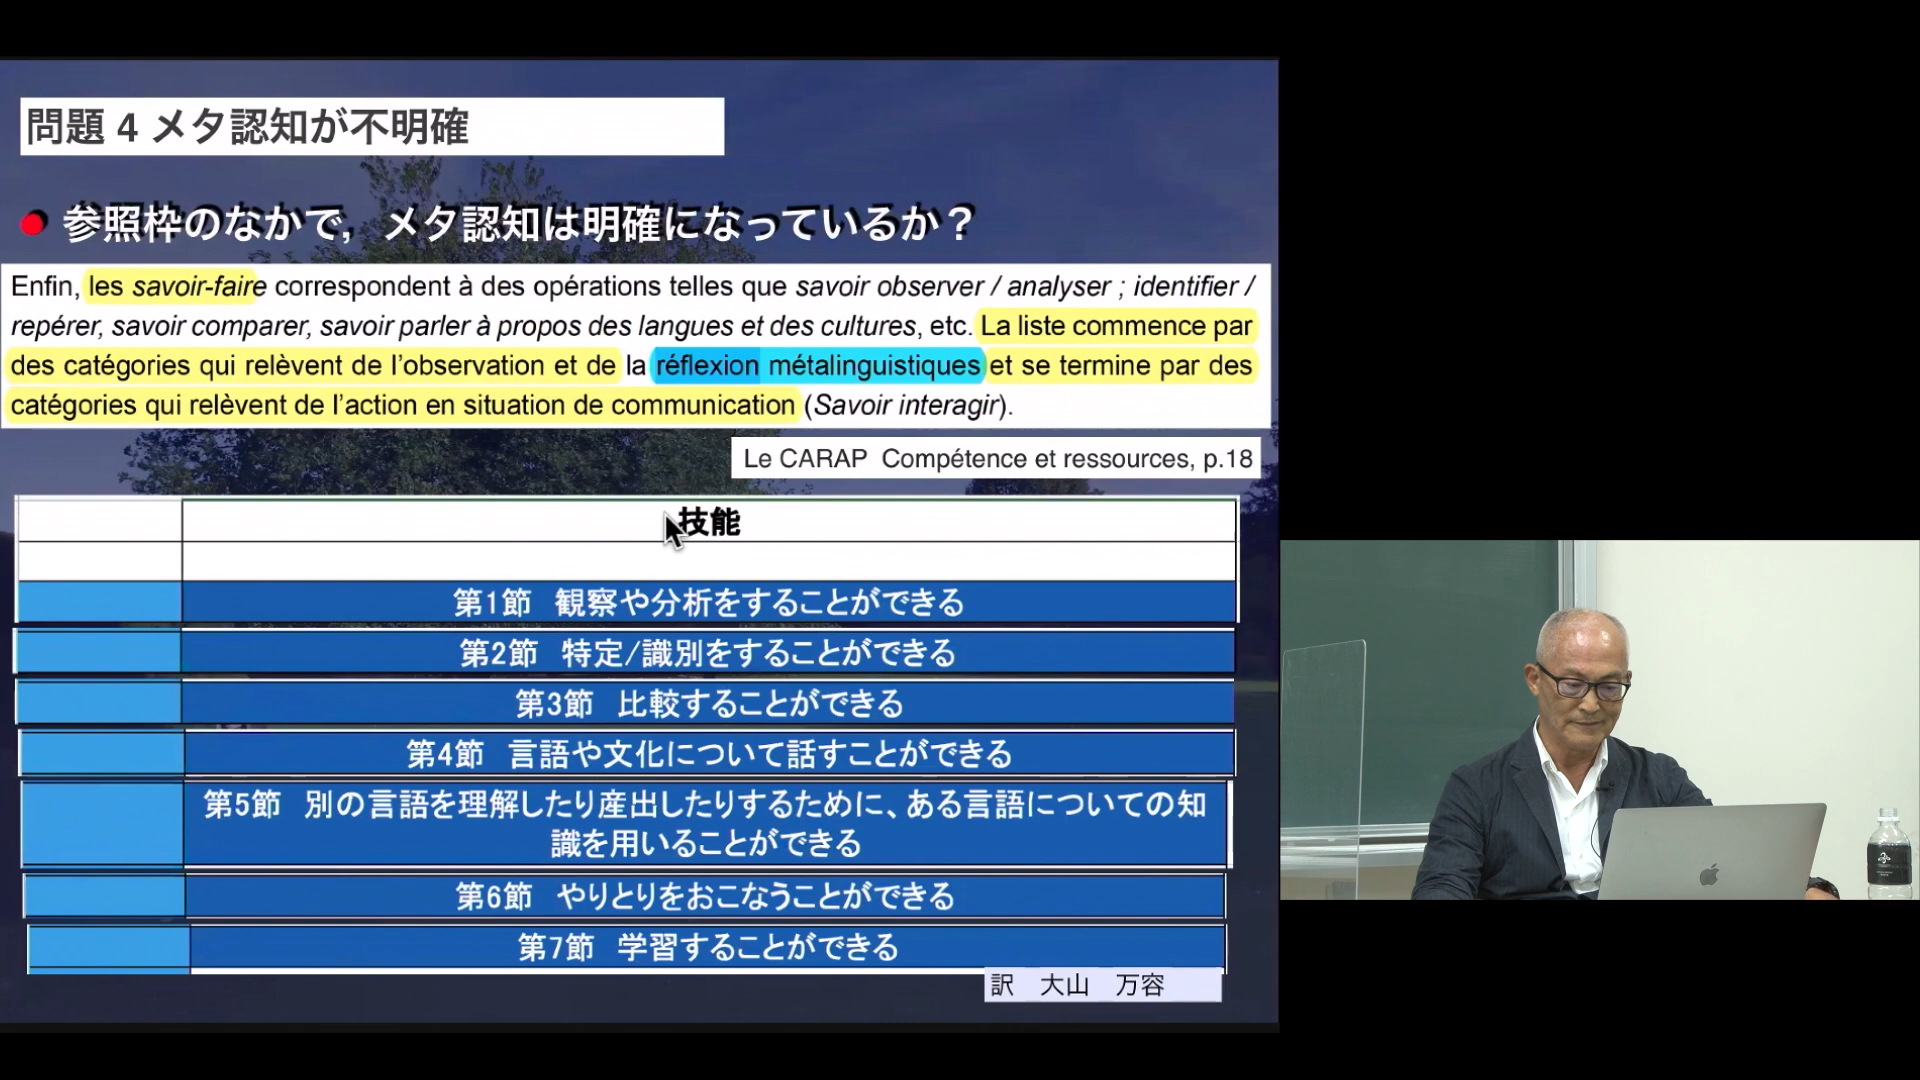 問題 4 メタ認知が不明確
参照枠のなかで，メタ認知は明確になっているか？
Enfin, les savoir-faire correspondent à des opérations telles que savoir observer / analyser ; identifier /
repérer, savoir comparer, savoir parler à propos des langues et des cultures, etc. La liste commence par
des catégories qui relèvent de l’observation et de la réflexion métalinguistiques et se termine par des
catégories qui relèvent de l’action en situation de communication (Savoir interagir).
Le CARAP Compétence et ressources, p.18
技能
第1節 観察や分析をすることができる
第2節 特定/識別をすることができる
第3節 比較することができる
第4節 言語や文化について話すことができる
第5節 別の言語を理解したり産出したりするために、ある言語についての知
識を用いることができる
第6節 やりとりをおこなうことができる
第7節 学習することができる
訳 大山 万容